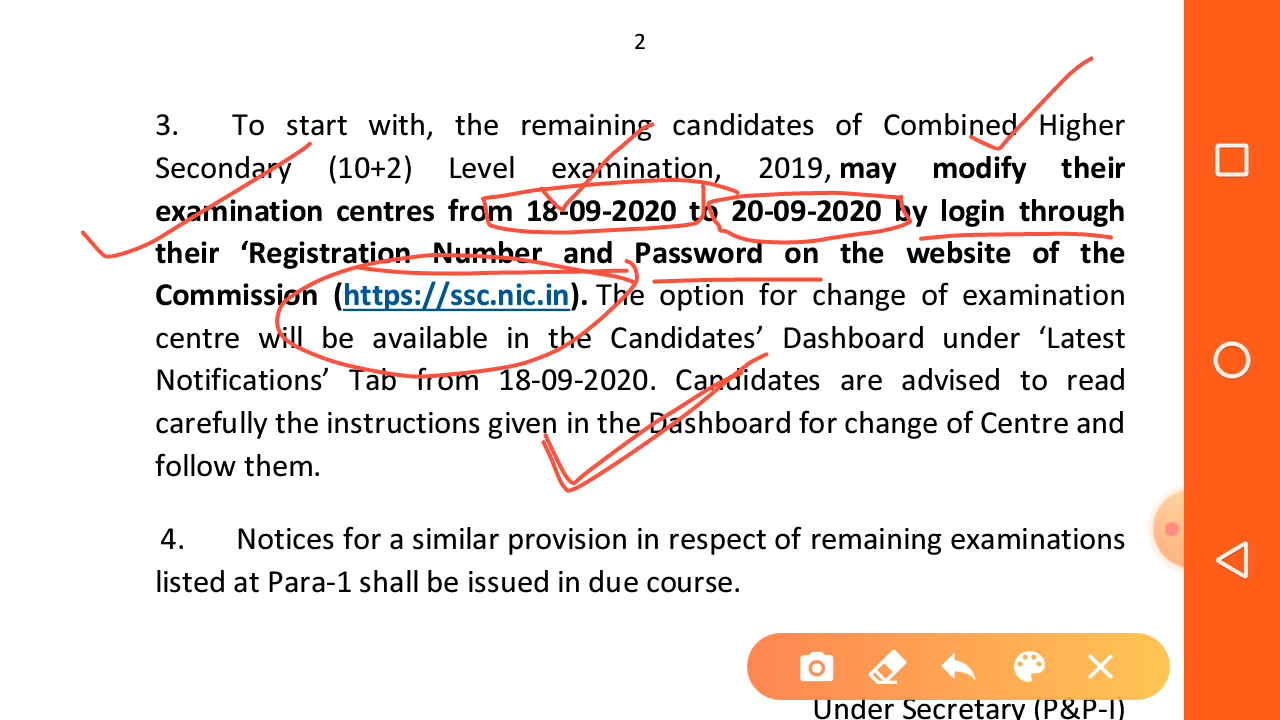 2
3. To start with, the remaining candidates of Combined Higher
Secondary (10+2) Level examination, 2019, may modify their
examination centres from 18-09-2020 to 20-09-2020 by login through
their ‘Registration Number and Password on the website of the
Commission (https://ssc.nic.in). The option for change of examination
centre will be available in the Candidates’ Dashboard under ‘Latest
Notifications’ Tab from 18-09-2020. Candidates are advised to read
carefully the instructions given in the Dashboard for change of Centre and
follow them.
4. Notices for a similar provision in respect of remaining examinations
listed at Para-1 shall be issued in due course.
Under Secretary (P&P-I)